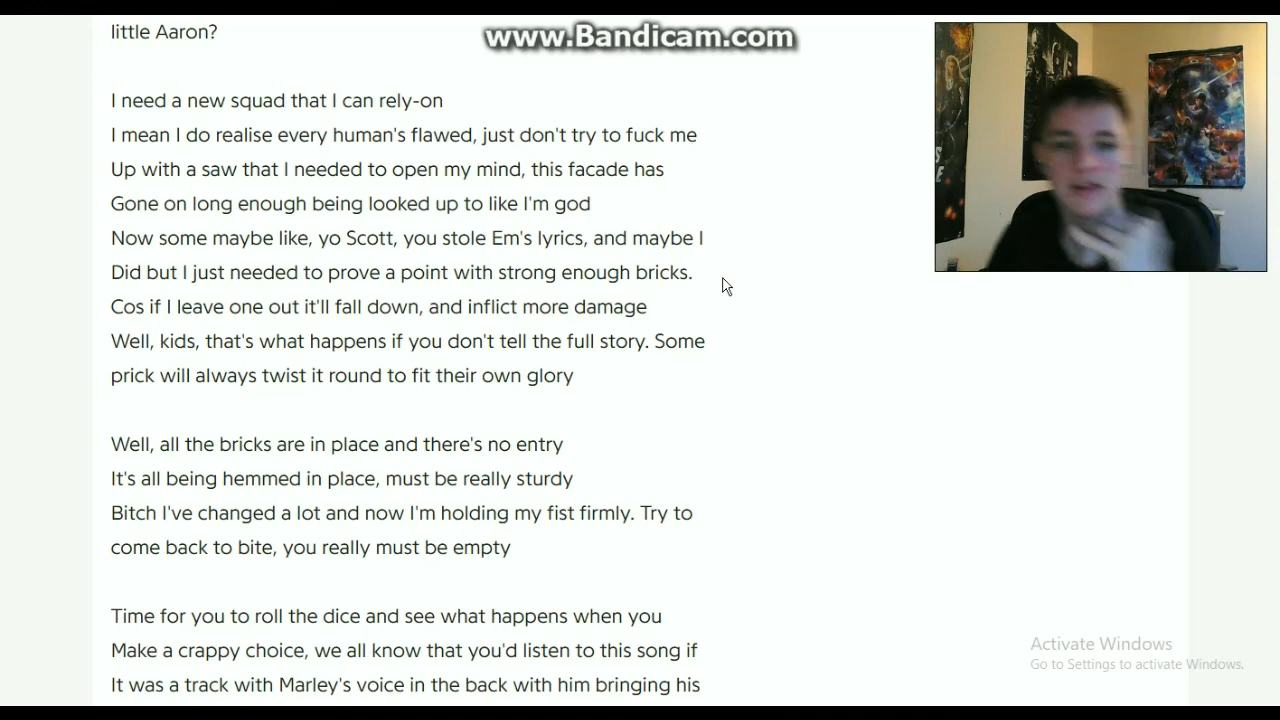 little Aaron?
www.Bandicam.com
I need a new squad that I can rely-on
I mean I do realise every human's flawed, just don't try to fuck me
Up with a saw that I needed to open my mind, this facade has
Gone on long enough being looked up to like I'm god
Now some maybe like, yo Scott, you stole Em's lyrics, and maybe I
Did but I just needed to prove a point with strong enough bricks.
Cos if I leave one out it'll fall down, and inflict more damage
Well, kids, that's what happens if you don't tell the full story. Some
prick will always twist it round to fit their own glory
Well, all the bricks are in place and there's no entry
It's all being hemmed in place, must be really sturdy
Bitch I've changed a lot and now I'm holding my fist firmly. Try to
come back to bite, you really must be empty
Time for you to roll the dice and see what happens when you
Make a crappy choice, we all know that you'd listen to this song if
It was a track with Marley's voice in the back with him bringing his
Activate Windows
Go to Settings to activate Windows.